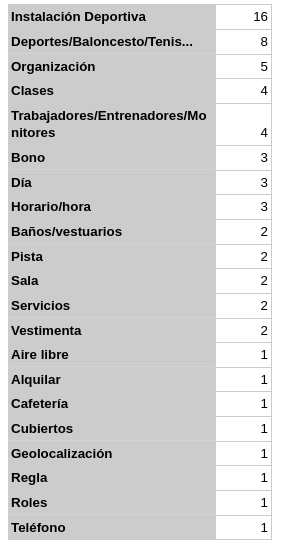 Instalación Deportiva 16
Deportes/Baloncesto/Tenis... 8
Organización 5
Clases 4
Trabajadores/Entrenadores/Mo
nitores 4
Bono 3
Día 3
Horario/hora 3
Baños/vestuarios 2
Pista 2
Sala 2
Servicios 2
Vestimenta 2
Aire libre 1
Alquilar 1
Cafetería 1
Cubiertos 1
Geolocalización 1
Regla 1
Roles 1
Teléfono 1